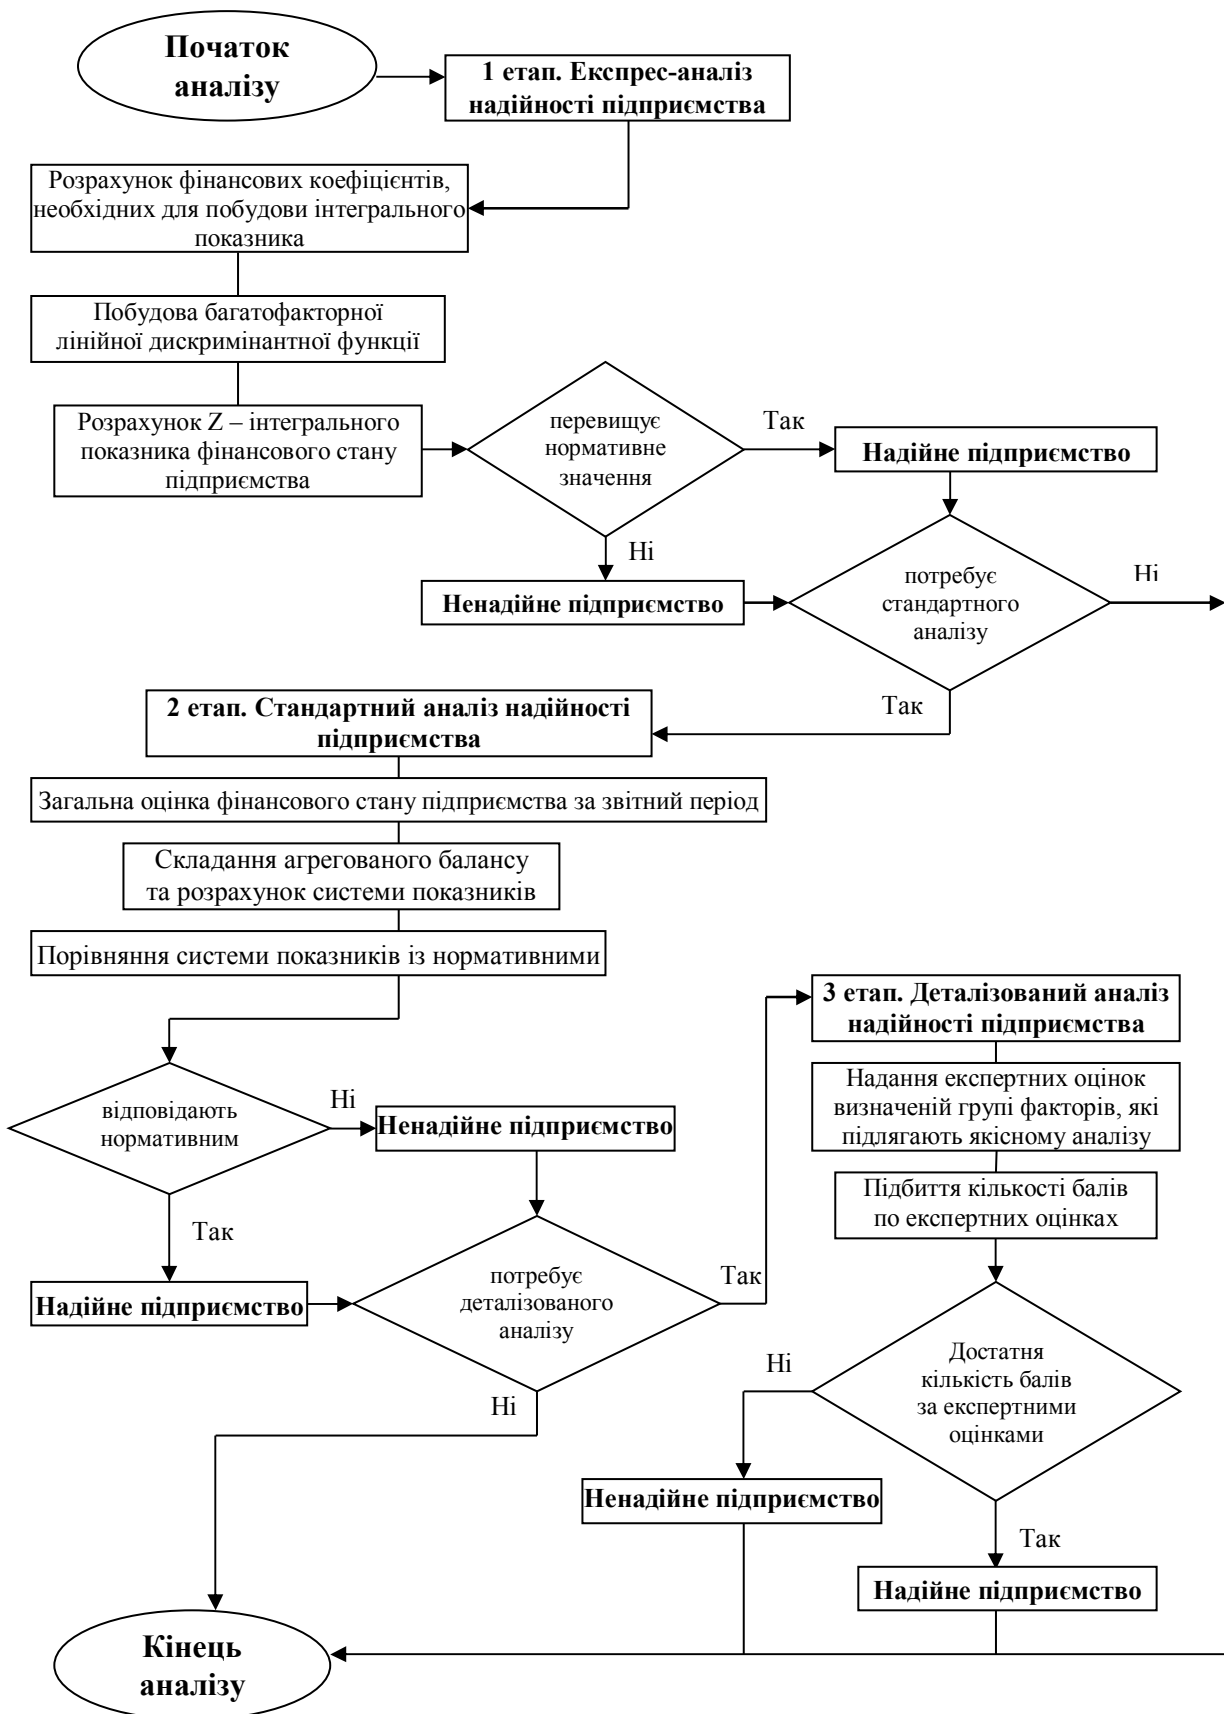 Початок
аналізу
1 етап. Експрес-аналіз
надійності підприємства
Розрахунок фінансових коефіцієнтів,
необхідних для побудови інтегрального
показника
Побудова багатофакторної
лінійної дискримінантної функції
Розрахунок Z – інтегрального
показника фінансового стану
підприємства
перевищує
нормативне
значення
Так
Надійне підприємство
Ні
Ненадійне підприємство
потребує
стандартного
аналізу
Ні
Так
2 етап. Стандартний аналіз надійності
підприємства
Загальна оцінка фінансового стану підприємства за звітний період
Складання агрегованого балансу
та розрахунок системи показників
Порівняння системи показників із нормативними
відповідають
нормативним
Ні
Ненадійне підприємство
Так
Надійне підприємство
потребує
деталізованого
аналізу
Так
Ні
3 етап. Деталізований аналіз
надійності підприємства
Надання експертних оцінок
визначеній групі факторів, які
підлягають якісному аналізу
Підбиття кількості балів
по експертних оцінках
Достатня
кількість балів
за експертними
оцінками
Ні
Ненадійне підприємство
Так
Надійне підприємство
Кінець
аналізу